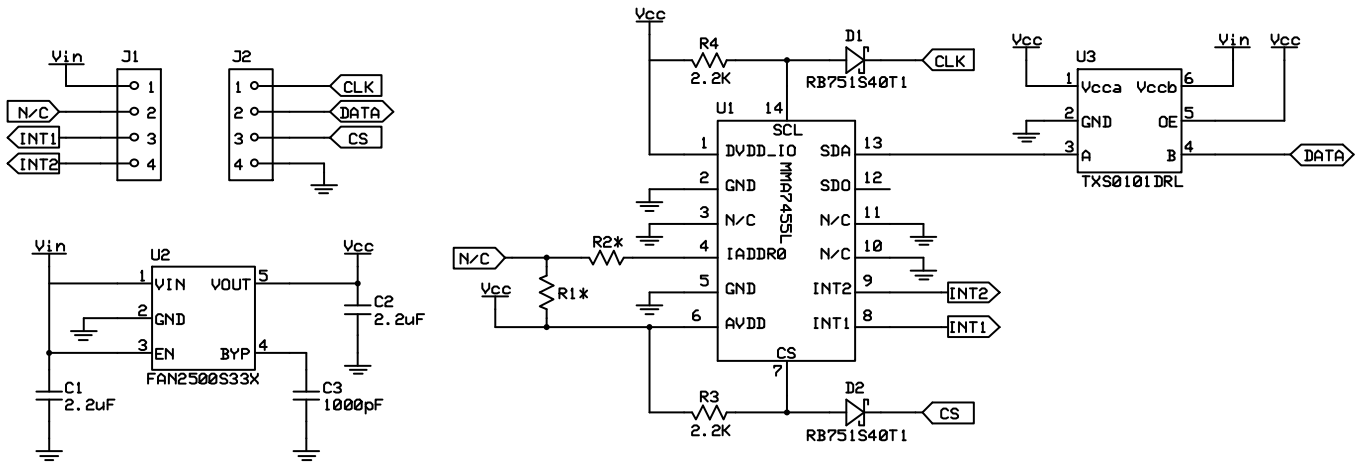 Vin
J1
1
N/C
2
INT1
3
INT2
4
J2
1
CLK
2
DATA
3
CS
4
Vin
U2
Vcc
1
VIN
VOUT
5
2
GND
C2
2.2uF
3
EN
BYP
4
FAN2500S33X
C1
2.2uF
C3
1000pF
Vcc
R4
2.2K
D1
RB751S40T1
CLK
U1
14
SCL
1
DVDD_IO
SDA
13
2
GND
SDO
12
MMA7455L
3
N/C
N/C
11
N/C
R2*
4
IADDR0
N/C
10
Vcc
R1*
5
GND
INT2
9
INT2
6
AVDD
INT1
8
INT1
CS
7
R3
2.2K
D2
RB751S40T1
CS
Vcc
U3
Vin
Vcc
1
Vcca
Vccb
6
2
GND
OE
5
3
A
B
4
DATA
TXS0101DRL